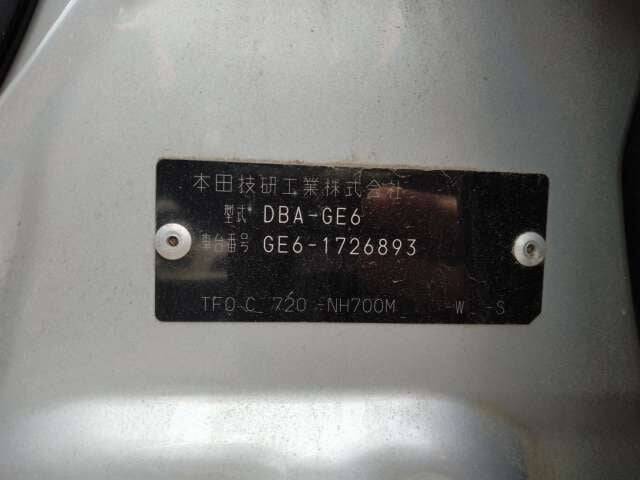 本田技研工業株式会社
型式 DBA-GE6
車台番号 GE6-1726893
TF0 C 720 -NH700M -W -S